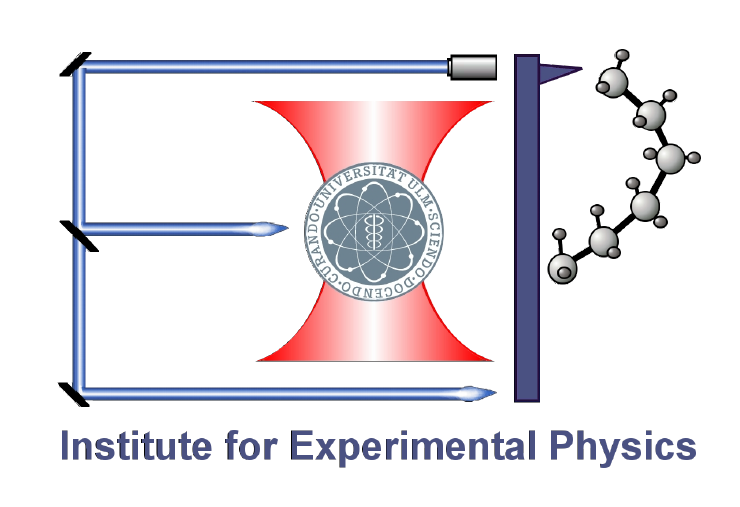 UNIVERSITÄT ULM · SCIENDO · DOCENDO · CURANDO ·
Institute for Experimental Physics